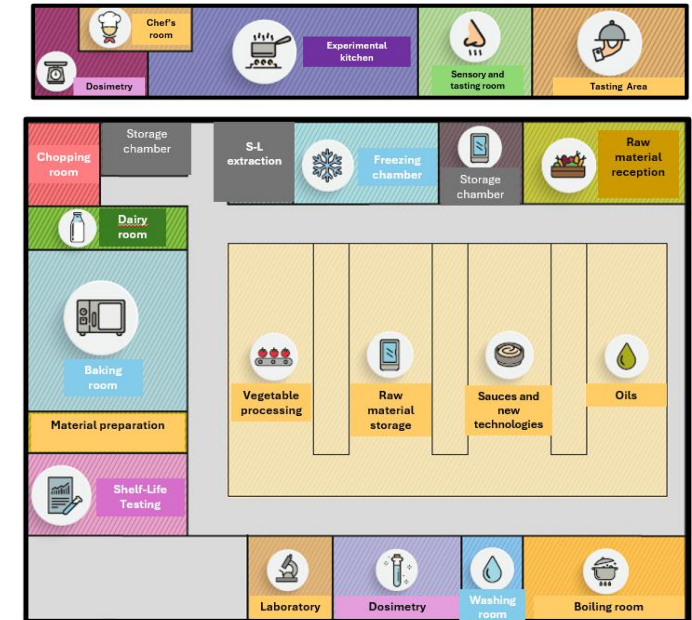 Chef's
room
Dosimetry
Experimental
kitchen
Sensory and
tasting room
Tasting Area
Chopping
room
Storage
chamber
S-L
extraction
Freezing
chamber
Storage
chamber
Raw
material
reception
Dairy
room
Baking
room
Material preparation
Shelf-Life
Testing
Vegetable
processing
Raw
material
storage
Sauces and
new
technologies
Oils
Laboratory
Dosimetry
Washing
room
Boiling room